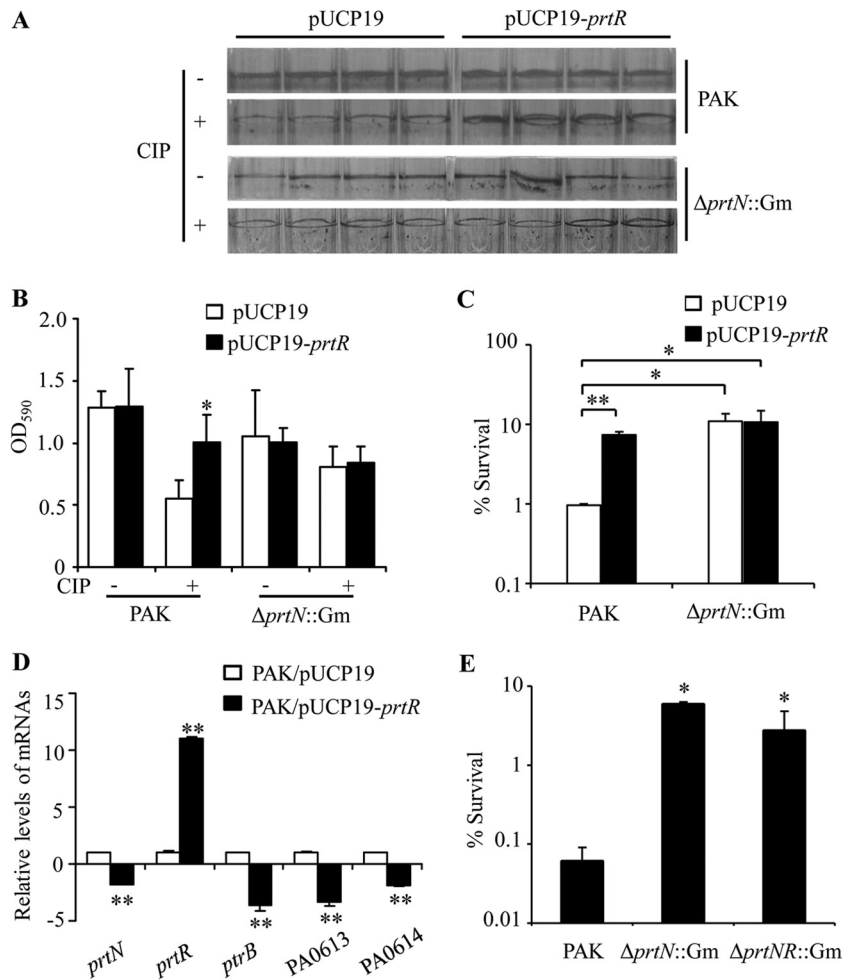 A
pUCP19 pUCP19-prtR
-
PAK
+
CIP
-
ΔprtN::Gm
+
B
pUCP19
pUCP19-prtR
2.0
1.5
1.0
0.5
0
OD590
*
CIP - + - +
PAK ΔprtN::Gm
C
pUCP19
pUCP19-prtR
100
10
1
0.1
% Survival
*
*
**
PAK ΔprtN::Gm
D
PAK/pUCP19
PAK/pUCP19-prtR
15
10
5
0
-5
Relative levels of mRNAs
**
** ** ** **
prtN prtR ptrB PA0613 PA0614
E
10
1
0.1
0.01
% Survival
* *
PAK ΔprtN::Gm ΔprtNR::Gm